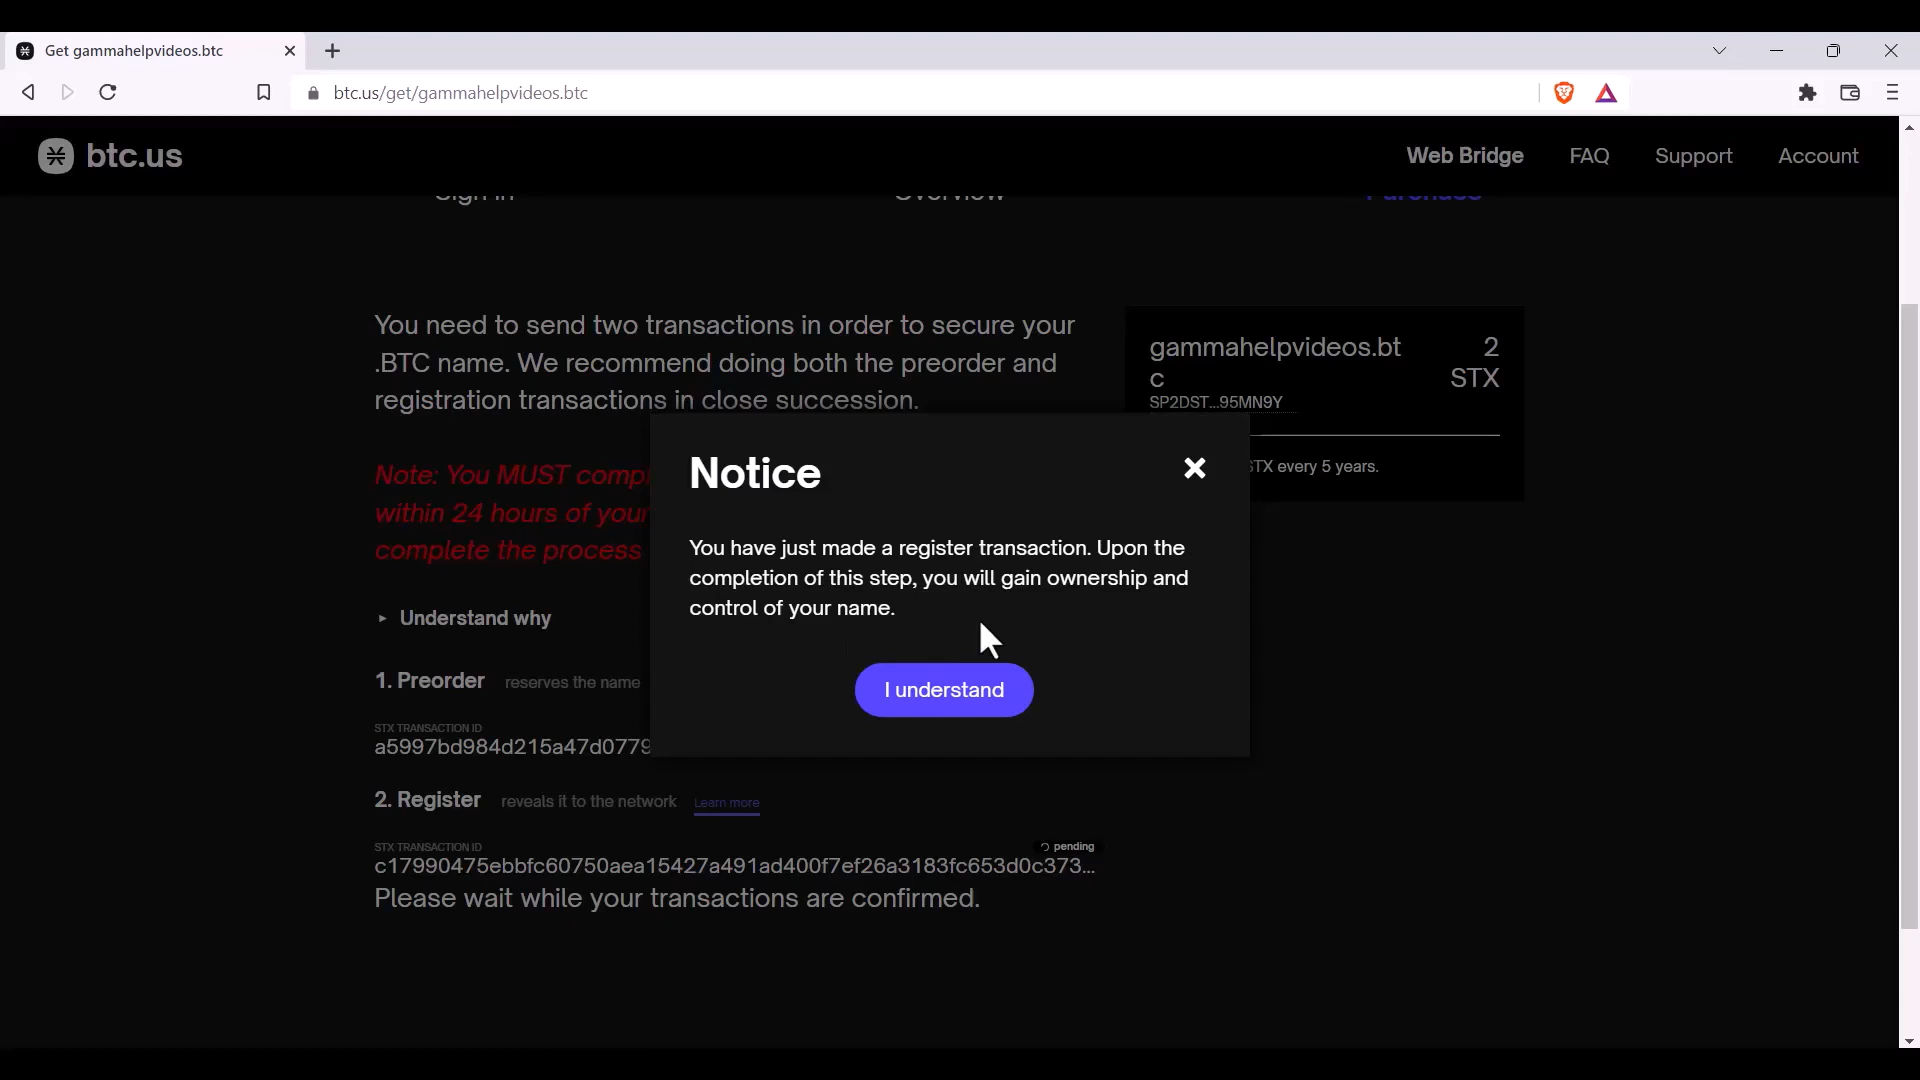 Get gammahelpvideos.btc
btc.us/get/gammahelpvideos.btc
btc.us
Web Bridge
FAQ
Support
Account
Sign in
Overview
Purchase
You need to send two transactions in order to secure your
.BTC name. We recommend doing both the preorder and
registration transactions in close succession.
gammahelpvideos.bt
c
2
STX
SP2DST...95MN9Y
STX every 5 years.
Note: You MUST compl
within 24 hours of your
complete the process
Notice
You have just made a register transaction. Upon the
completion of this step, you will gain ownership and
control of your name.
I understand
Understand why
1. Preorder reserves the name
STX TRANSACTION ID
a5997bd984d215a47d0779
2. Register reveals it to the network Learn more
STX TRANSACTION ID
pending
c17990475ebbfc60750aea15427a491ad400f7ef26a3183fc653d0c373...
Please wait while your transactions are confirmed.